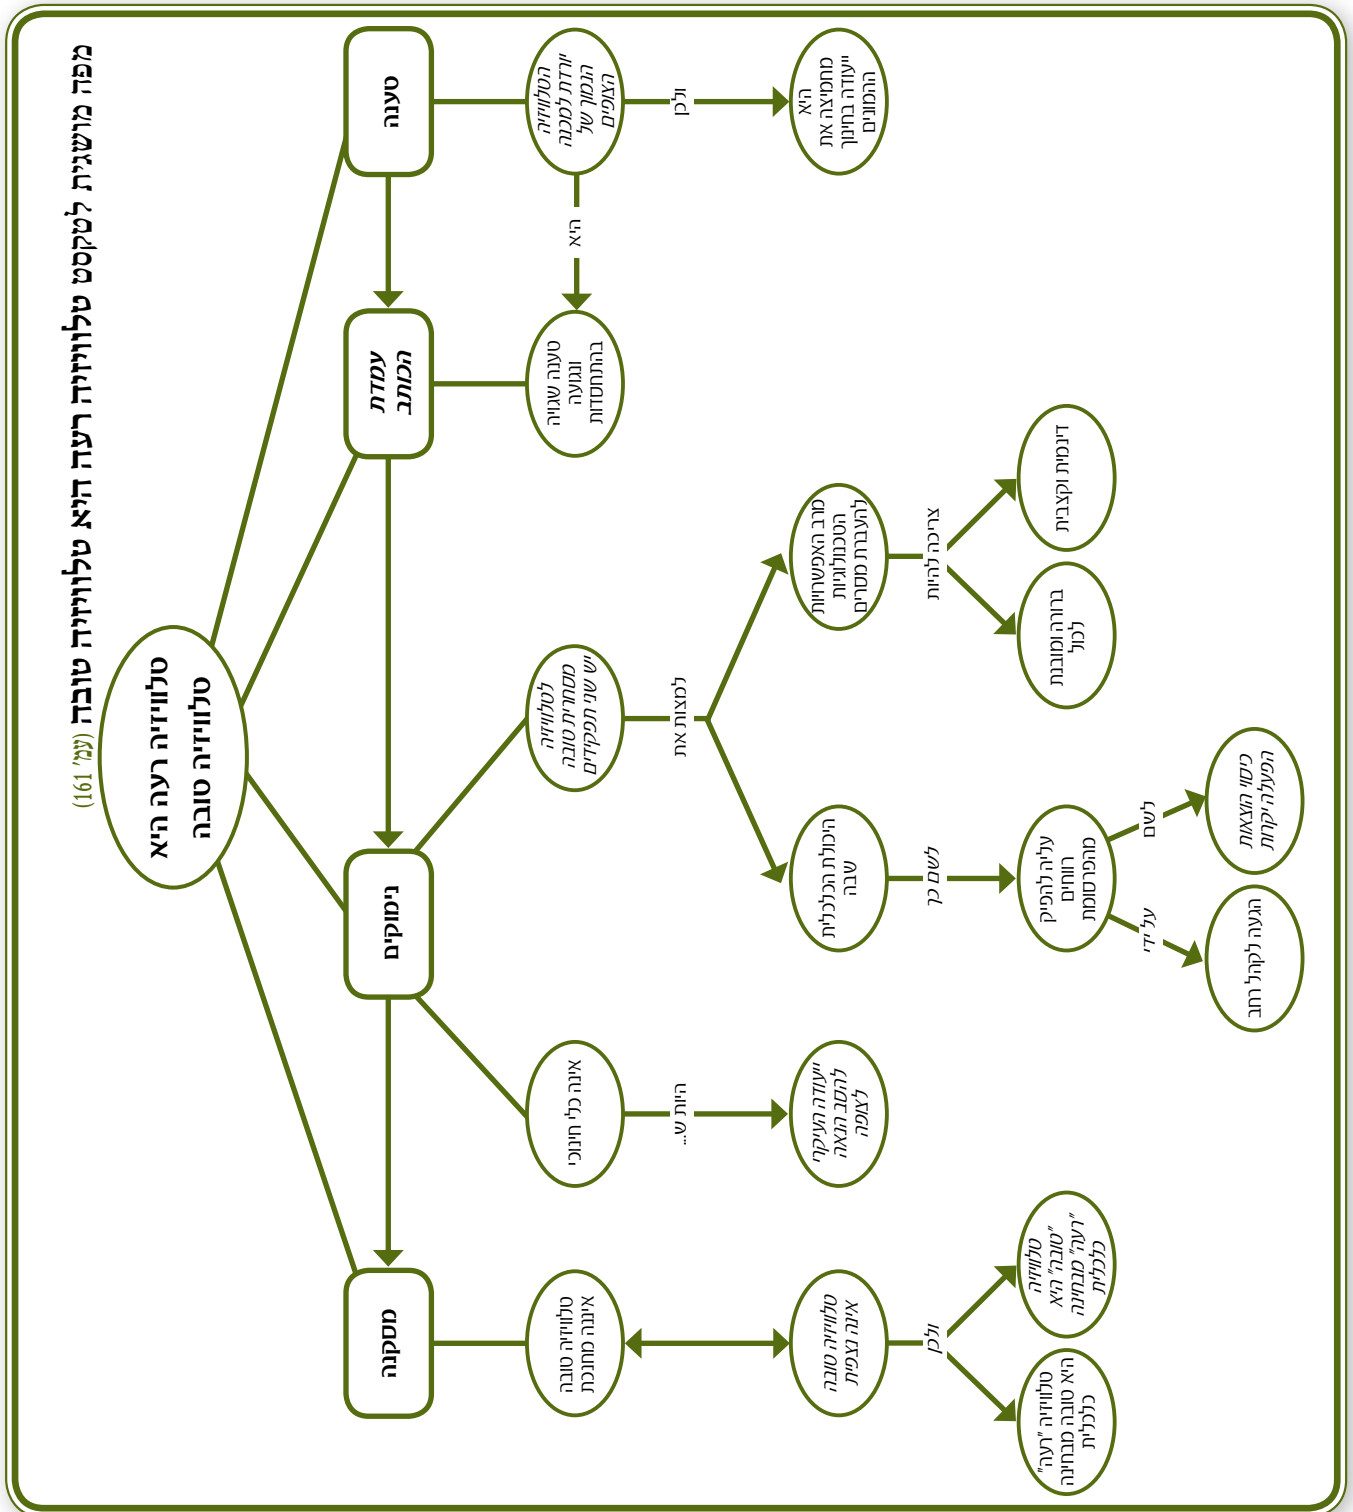 מפה מושגית לטקסט טלוויזיה רעה היא טלוויזיה טובה (עמ' 161)
טלוויזיה רעה היא
טלוויזיה טובה
טענה
הטלוויזיה
יורדת למכנה
הנמוך של
הצופים
ולכן
היא
מחמיצה את
ייעודה בחינוך
ההמונים
היא
עמדת
הכותב
טענה שגויה
ונגועה
בהתחסדות
נימוקים
לטלוויזיה
מסחרית טובה
יש שני תפקידים
למצות את
מרב האפשרויות
הטכנולוגיות
להעברת מסרים
צריכה להיות
דינמית וקצבית
ברורה ומובנת
לכול
היכולת הכלכלית
שבה
לשם כך
עליה להפיק
רווחים
מהפרסומת
לשם
כיסוי הוצאות
הפעלה יקרות
על ידי
הגעה לקהל רחב
אינה כלי חינוכי
היות ש...
ייעודה העיקרי
להסב הנאה
לצופה
מסקנה
טלוויזיה טובה
איננה מחנכת
טלוויזיה טובה
אינה נצפית
ולכן
טלוויזיה
"טובה" היא
"רעה" מבחינה
כלכלית
טלוויזיה "רעה"
היא טובה מבחינה
כלכלית